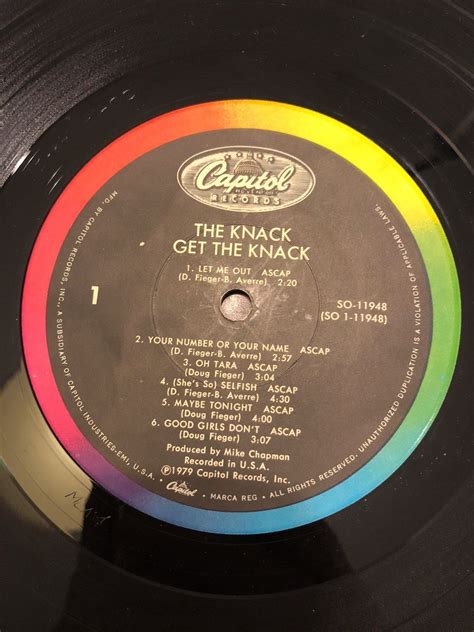 Capitol
RECORDS
THE KNACK
GET THE KNACK
1. LET ME OUT ASCAP
(D. Fieger-B. Averre) 2:20
SO-11948
(SO 1-11948)
1
2. YOUR NUMBER OR YOUR NAME ASCAP
(D. Fieger-B. Averre) 2:57
3. OH TARA ASCAP
(Doug Fieger) 3:04
4. (She's So) SELFISH ASCAP
(D. Fieger-B. Averre) 4:30
5. MAYBE TONIGHT ASCAP
(Doug Fieger) 4:00
6. GOOD GIRLS DON'T ASCAP
(Doug Fieger) 3:07
Produced by Mike Chapman
Recorded in U.S.A.
Ⓟ1979 Capitol Records, Inc.
MFD. BY CAPITOL RECORDS, INC., A SUBSIDIARY OF CAPITOL INDUSTRIES-EMI, U.S.A.
Capitol
MARCA REG • ALL RIGHTS RESERVED. UNAUTHORIZED DUPLICATION IS A VIOLATION OF APPLICABLE LAWS.